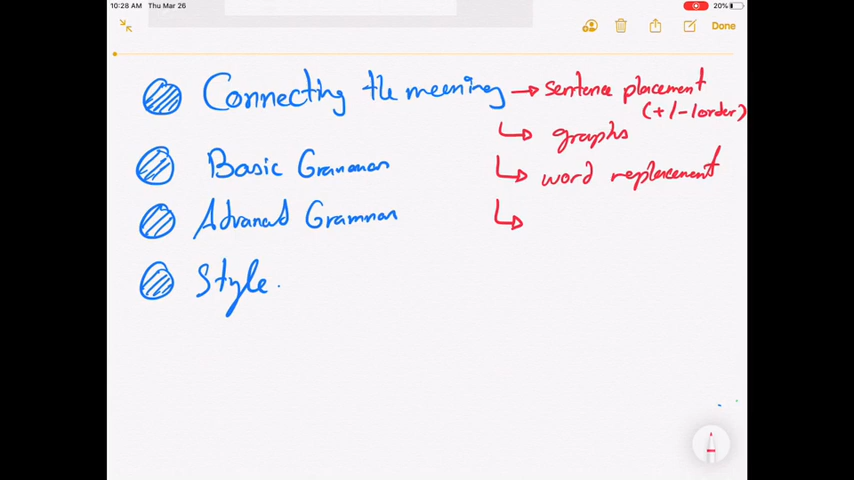 10:28 AM Thu Mar 26
20%
Done
Connecting the meening → sentence placement
(+/-/order)
graphs
Basic Grammar
word replacement
Advanced Grammar
Style.